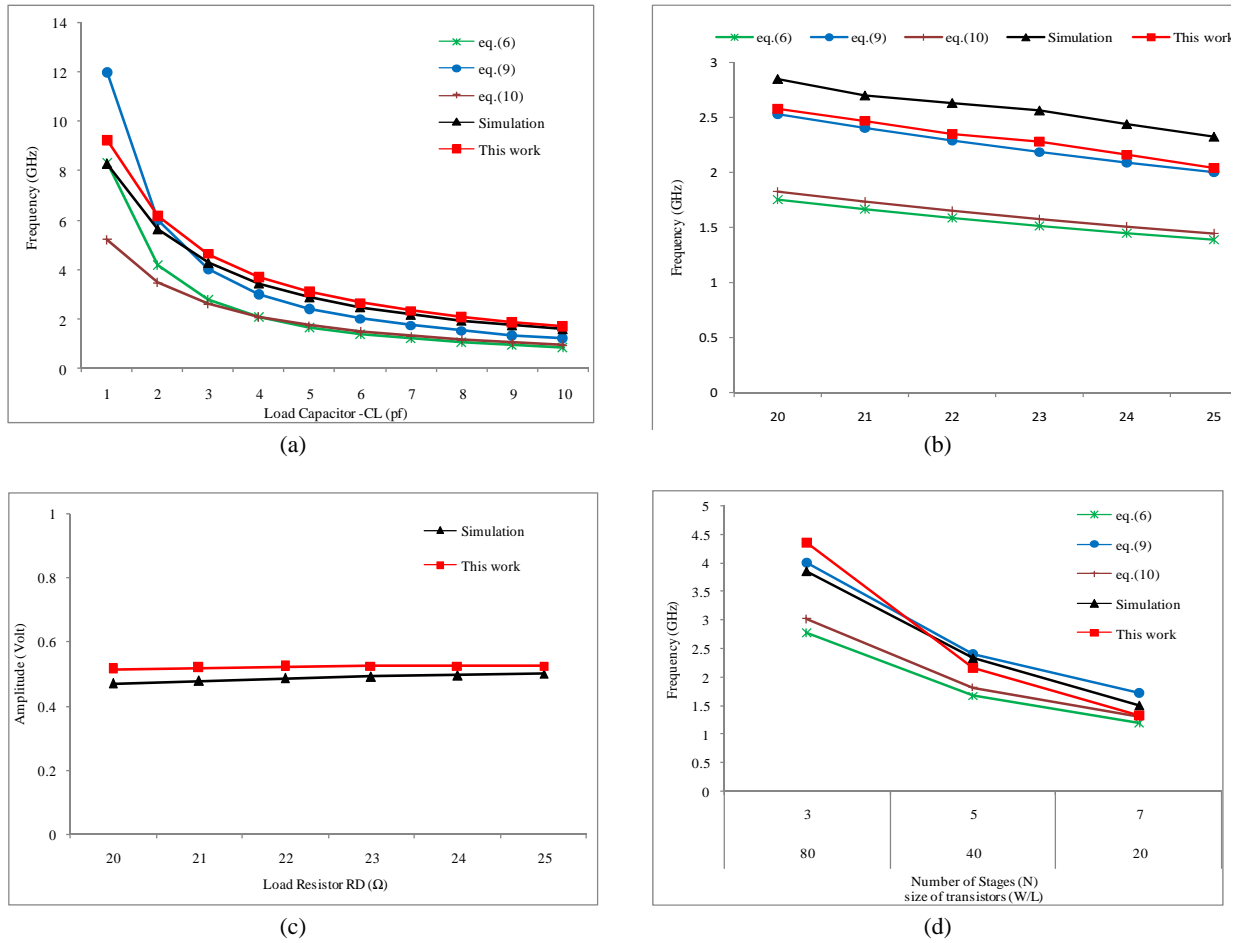 14
12
10
8
6
4
2
0
Frequency (GHz)
eq.(6)
eq.(9)
eq.(10)
Simulation
This work
1 2 3 4 5 6 7 8 9 10
Load Capacitor -CL (pf)
(a)
eq.(6) eq.(9) eq.(10) Simulation This work
3
2.5
2
1.5
1
0.5
0
Frequency (GHz)
20 21 22 23 24 25
(b)
1
0.8
0.6
0.4
0.2
0
Amplitude (Volt)
Simulation
This work
20 21 22 23 24 25
Load Resistor RD (Ω)
(c)
5
4.5
4
3.5
3
2.5
2
1.5
1
0.5
0
Frequency (GHz)
eq.(6)
eq.(9)
eq.(10)
Simulation
This work
3 5 7
80 40 20
Number of Stages (N)
size of transistors (W/L)
(d)